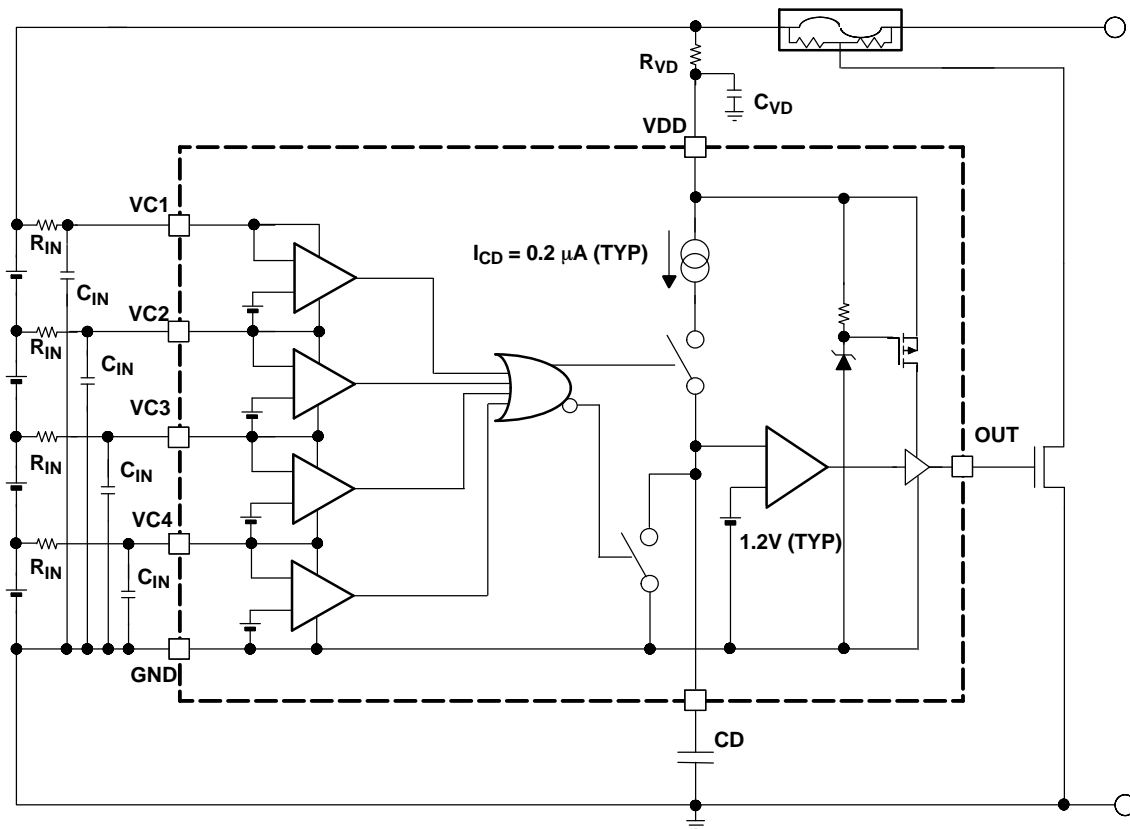 RVD
CVD
VDD
VC1
RIN
CIN
ICD = 0.2 μA (TYP)
VC2
RIN
CIN
VC3
RIN
CIN
OUT
VC4
RIN
CIN
1.2V (TYP)
GND
CD